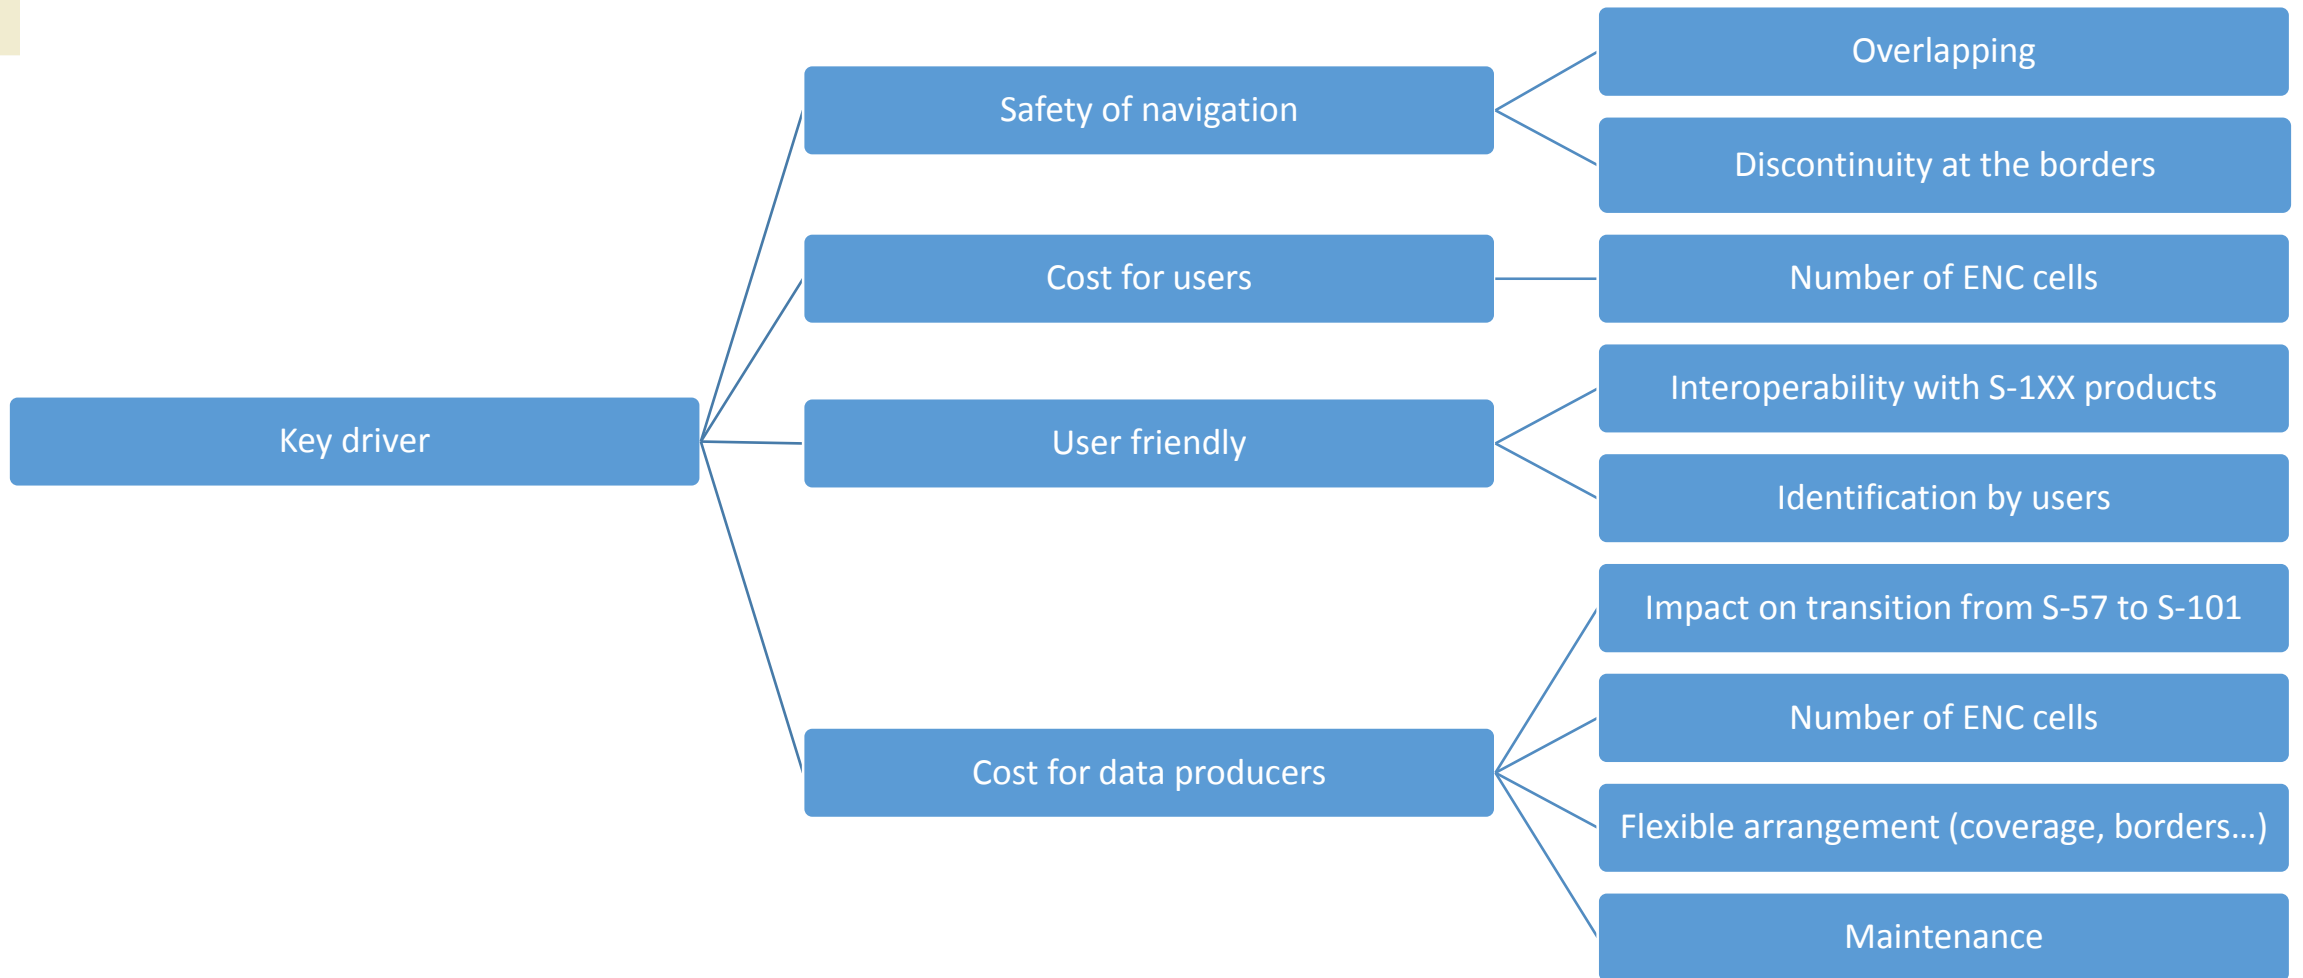 Key driver
Safety of navigation
Overlapping
Discontinuity at the borders
Cost for users
Number of ENC cells
User friendly
Interoperability with S-1XX products
Identification by users
Cost for data producers
Impact on transition from S-57 to S-101
Number of ENC cells
Flexible arrangement (coverage, borders…)
Maintenance